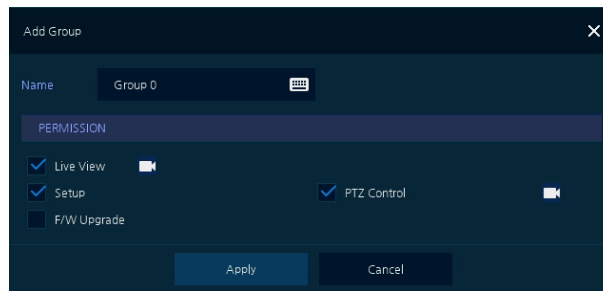 Add Group
Name Group 0
PERMISSION
Live View
Setup PTZ Control
F/W Upgrade
Apply Cancel